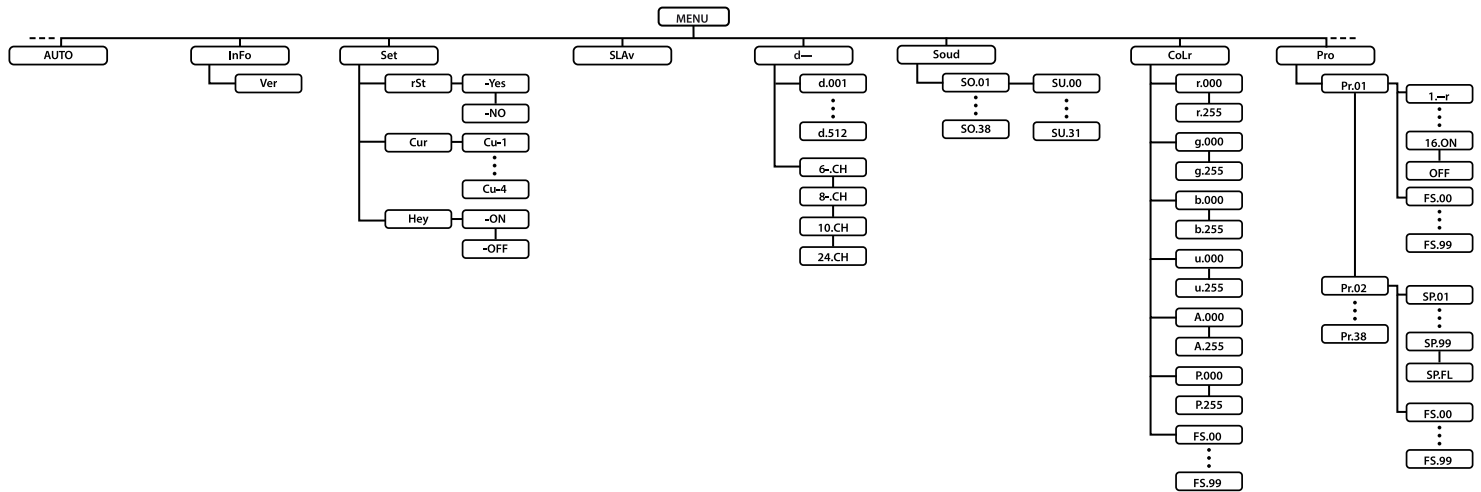 MENU
AUTO
InFo
Ver
Set
rSt
-Yes
-NO
Cur
Cu-1
Cu-4
Hey
-ON
-OFF
SLAv
d—
d.001
d.512
6-.CH
8-.CH
10.CH
24.CH
Soud
SO.01
SO.38
SU.00
SU.31
CoLr
r.000
r.255
g.000
g.255
b.000
b.255
u.000
u.255
A.000
A.255
P.000
P.255
FS.00
FS.99
Pro
Pr.01
1.–r
16.ON
OFF
FS.00
FS.99
Pr.02
Pr.38
SP.01
SP.99
SP.FL
FS.00
FS.99